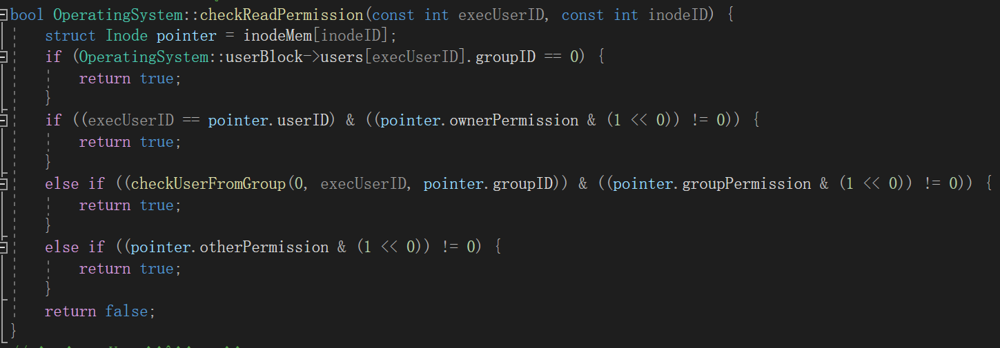 bool OperatingSystem::checkReadPermission(const int execUserID, const int inodeID) {
    struct Inode pointer = inodeMem[inodeID];
    if (OperatingSystem::userBlock->users[execUserID].groupID == 0) {
        return true;
    }
    if ((execUserID == pointer.userID) & ((pointer.ownerPermission & (1 << 0)) != 0)) {
        return true;
    }
    else if ((checkUserFromGroup(0, execUserID, pointer.groupID)) & ((pointer.groupPermission & (1 << 0)) != 0)) {
        return true;
    }
    else if ((pointer.otherPermission & (1 << 0)) != 0) {
        return true;
    }
    return false;
}